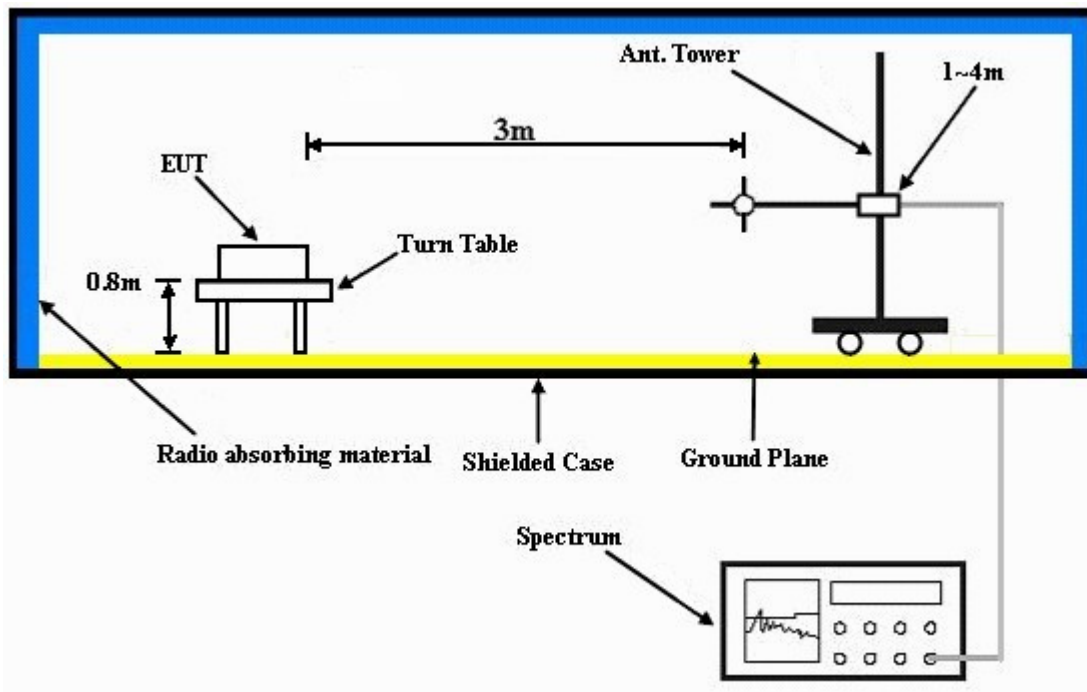 Ant. Tower
1~4m
3m
EUT
Turn Table
0.8m
Radio absorbing material
Shielded Case
Ground Plane
Spectrum